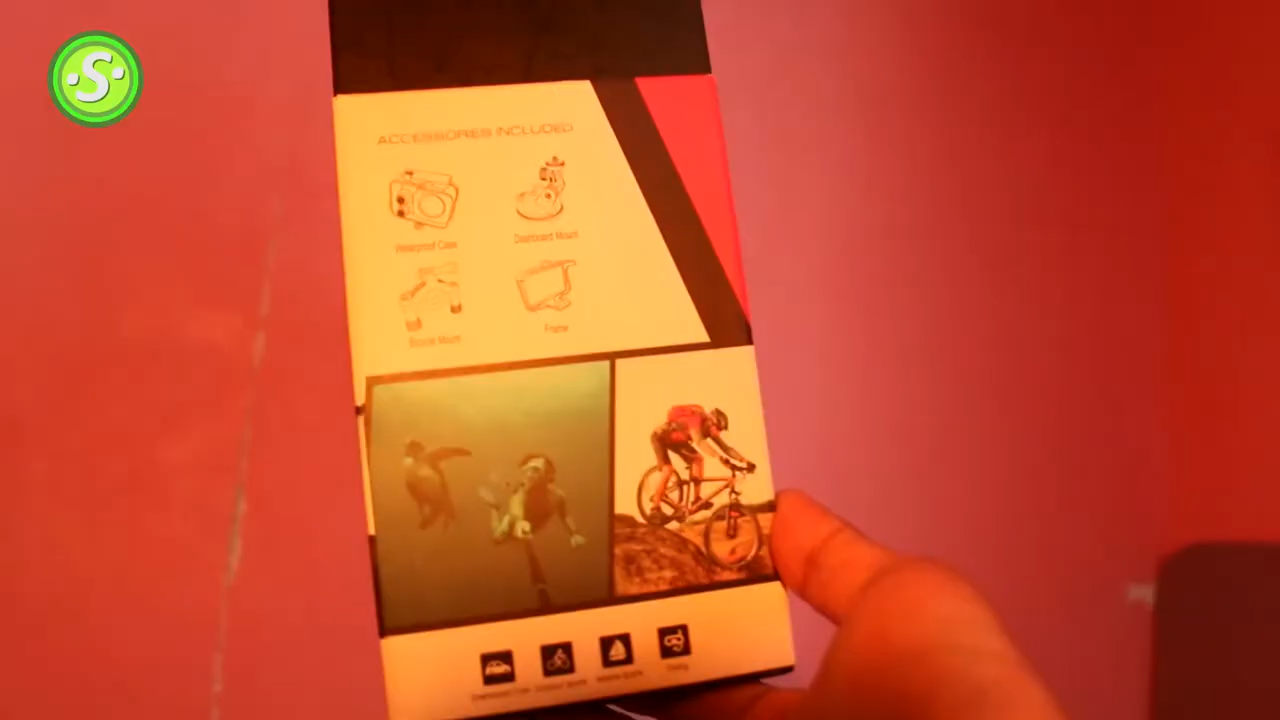 S
ACCESSORIES INCLUDED
Waterproof Case
Dashboard Mount
Bicycle Mount
Frame